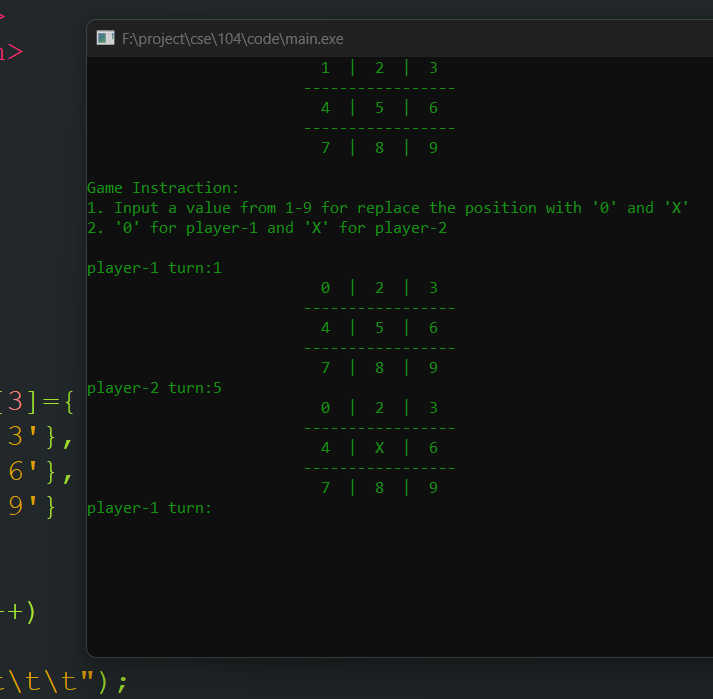 >
n>
F:\project\cse\104\code\main.exe
1 | 2 | 3
-----------------
4 | 5 | 6
-----------------
7 | 8 | 9
Game Instraction:
1. Input a value from 1-9 for replace the position with '0' and 'X'
2. '0' for player-1 and 'X' for player-2
player-1 turn:1
0 | 2 | 3
-----------------
4 | 5 | 6
-----------------
7 | 8 | 9
player-2 turn:5
0 | 2 | 3
-----------------
4 | X | 6
-----------------
7 | 8 | 9
player-1 turn:
[3]={
3'},
6'},
9'}
++)
t\t\t");